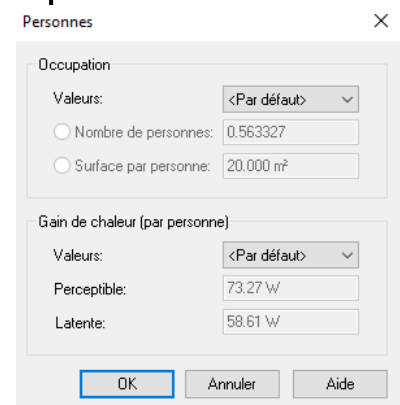 Personnes
Occupation
Valeurs: <Par défaut>
Nombre de personnes: 0.563327
Surface par personne: 20.000 m²
Gain de chaleur (par personne)
Valeurs: <Par défaut>
Perceptible: 73.27 W
Latente: 58.61 W
OK Annuler Aide